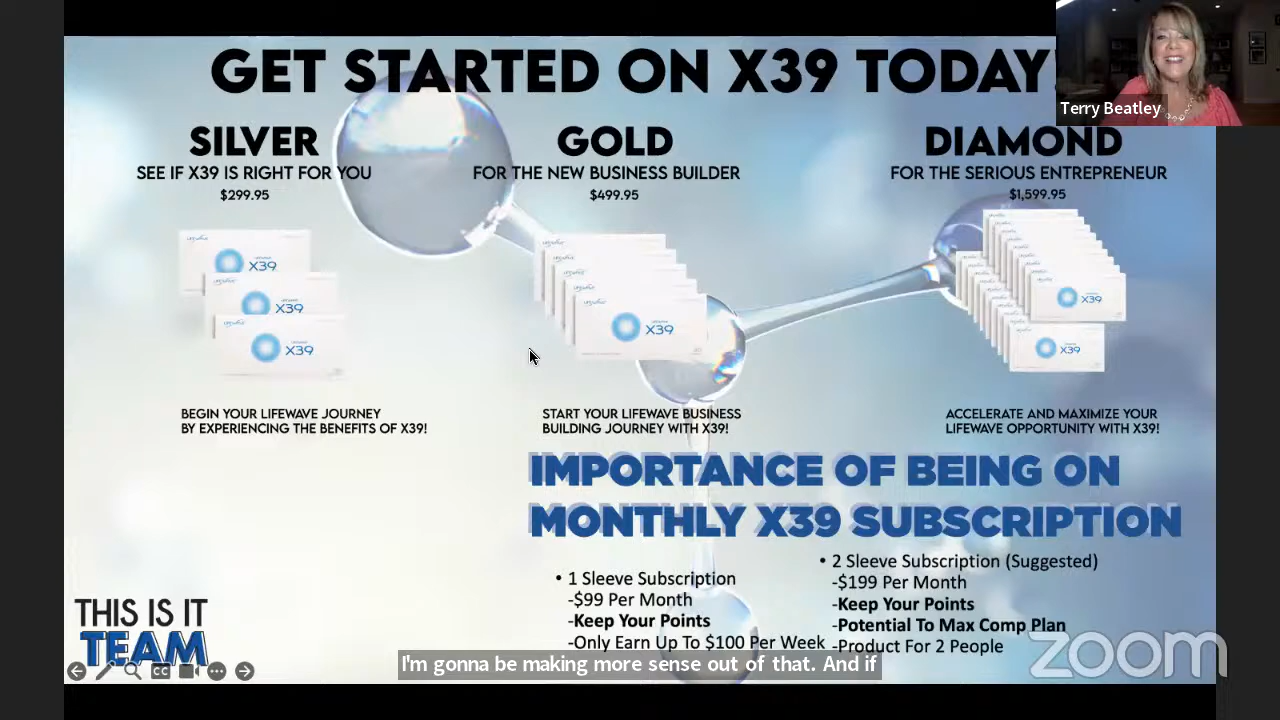 GET STARTED ON X39 TODAY
Terry Beatley
SILVER
SEE IF X39 IS RIGHT FOR YOU
$299.95
GOLD
FOR THE NEW BUSINESS BUILDER
$499.95
DIAMOND
FOR THE SERIOUS ENTREPRENEUR
$1,599.95
X39
X39
X39
X39
X39
X39
BEGIN YOUR LIFEWAVE JOURNEY
BY EXPERIENCING THE BENEFITS OF X39!
START YOUR LIFEWAVE BUSINESS
BUILDING JOURNEY WITH X39!
ACCELERATE AND MAXIMIZE YOUR
LIFEWAVE OPPORTUNITY WITH X39!
IMPORTANCE OF BEING ON
MONTHLY X39 SUBSCRIPTION
• 1 Sleeve Subscription
-$99 Per Month
-Keep Your Points
-Only Earn Up To $100 Per Week
• 2 Sleeve Subscription (Suggested)
-$199 Per Month
-Keep Your Points
-Potential To Max Comp Plan
-Product For 2 People
THIS IS IT
TEAM
CC
I'm gonna be making more sense out of that. And if
zoom